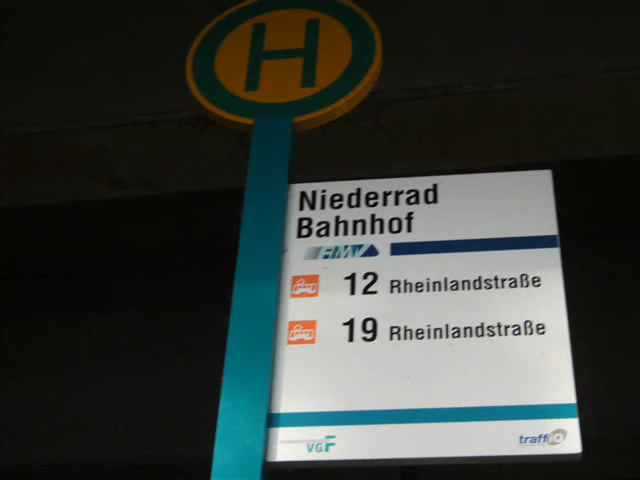 H
Niederrad
Bahnhof
RMV
12 Rheinlandstraße
19 Rheinlandstraße
VGF
traffiQ